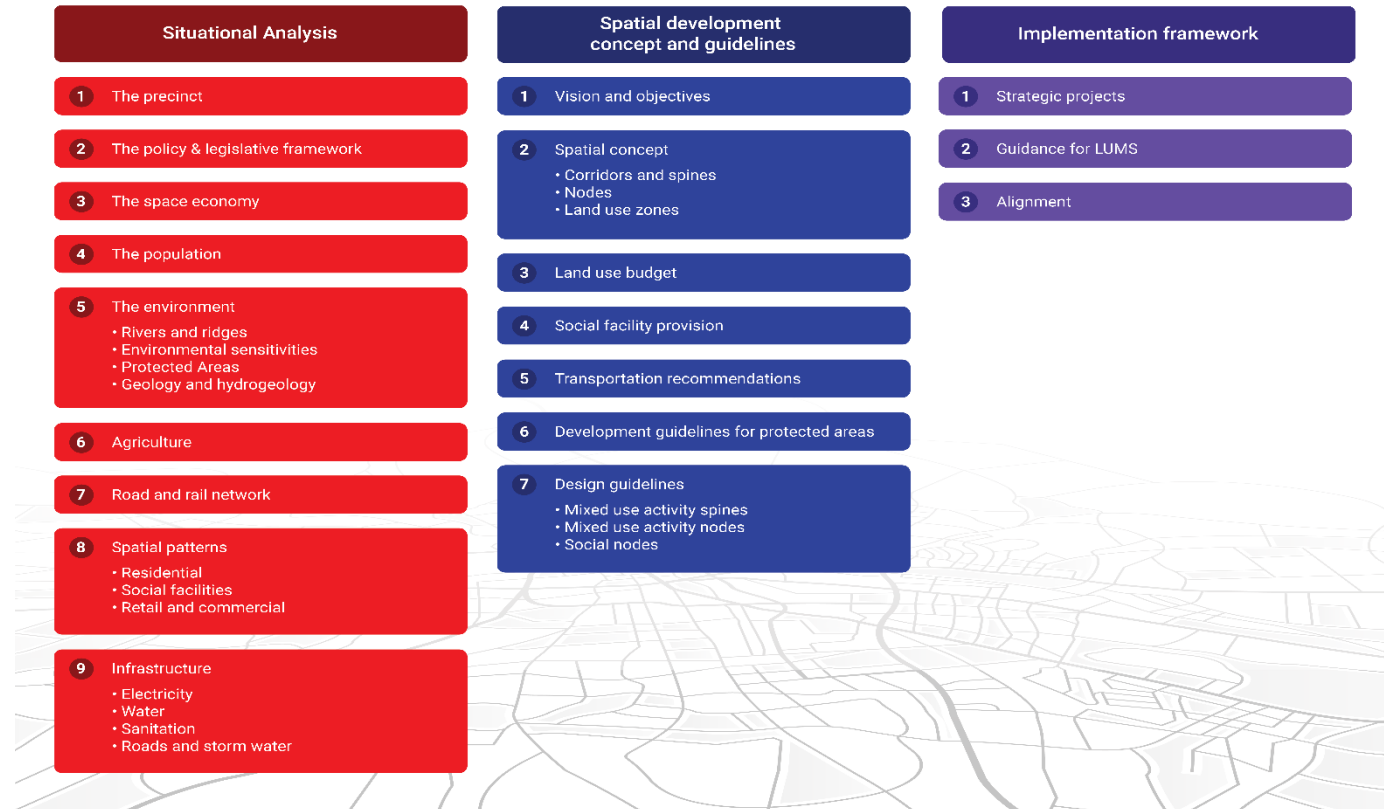 Situational Analysis
1 The precinct
2 The policy & legislative framework
3 The space economy
4 The population
5 The environment
• Rivers and ridges
• Environmental sensitivities
• Protected Areas
• Geology and hydrogeology
6 Agriculture
7 Road and rail network
8 Spatial patterns
• Residential
• Social facilities
• Retail and commercial
9 Infrastructure
• Electricity
• Water
• Sanitation
• Roads and storm water
Spatial development
concept and guidelines
1 Vision and objectives
2 Spatial concept
• Corridors and spines
• Nodes
• Land use zones
3 Land use budget
4 Social facility provision
5 Transportation recommendations
6 Development guidelines for protected areas
7 Design guidelines
• Mixed use activity spines
• Mixed use activity nodes
• Social nodes
Implementation framework
1 Strategic projects
2 Guidance for LUMS
3 Alignment